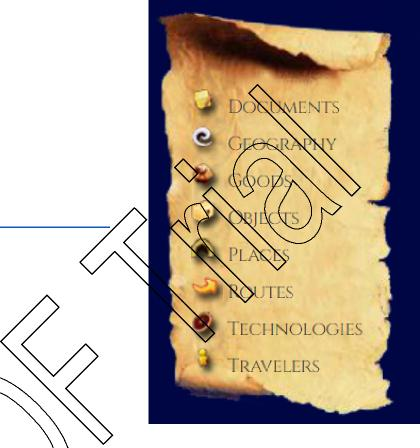 DOCUMENTS
GEOGRAPHY
GOODS
OBJECTS
PLACES
ROUTES
TECHNOLOGIES
TRAVELERS
F Trial